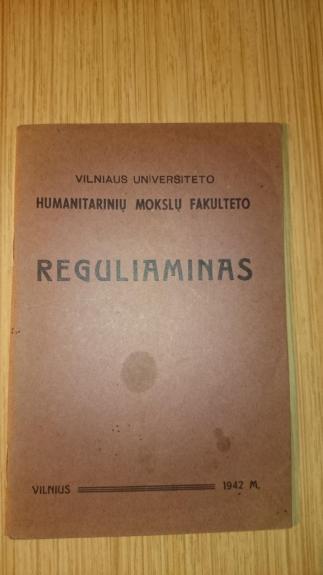 VILNIAUS UNIVERSITETO
HUMANITARINIŲ MOKSLŲ FAKULTETO
REGULIAMINAS
VILNIUS 1942 M.